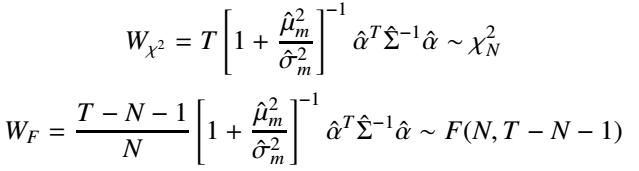 $$W_{\chi^2} = T \left[ 1 + \frac{\hat{\mu}_m^2}{\hat{\sigma}_m^2} \right]^{-1} \hat{\alpha}^T \hat{\Sigma}^{-1} \hat{\alpha} \sim \chi_N^2$$
$$W_F = \frac{T - N - 1}{N} \left[ 1 + \frac{\hat{\mu}_m^2}{\hat{\sigma}_m^2} \right]^{-1} \hat{\alpha}^T \hat{\Sigma}^{-1} \hat{\alpha} \sim F(N, T - N - 1)$$